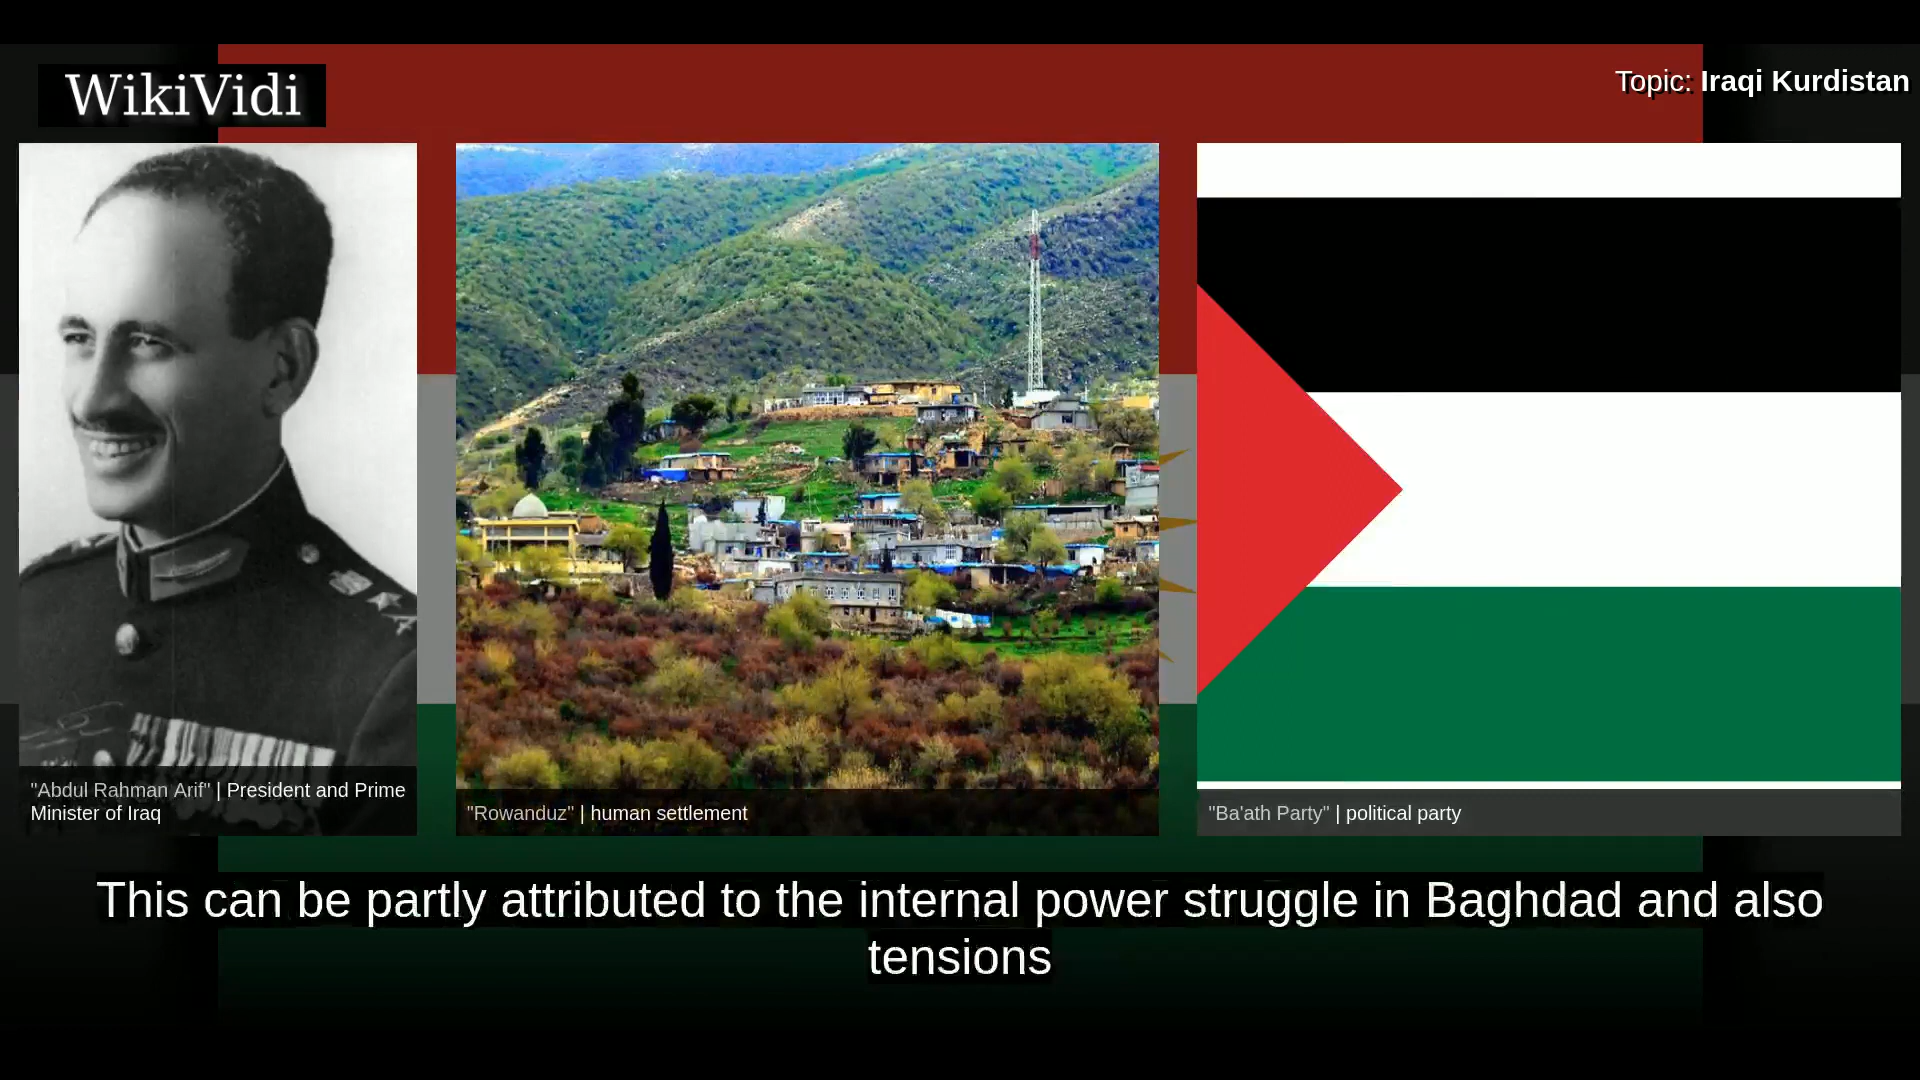 WikiVidi
Topic: Iraqi Kurdistan
"Abdul Rahman Arif" | President and Prime
Minister of Iraq
"Rowanduz" | human settlement
"Ba'ath Party" | political party
This can be partly attributed to the internal power struggle in Baghdad and also
tensions